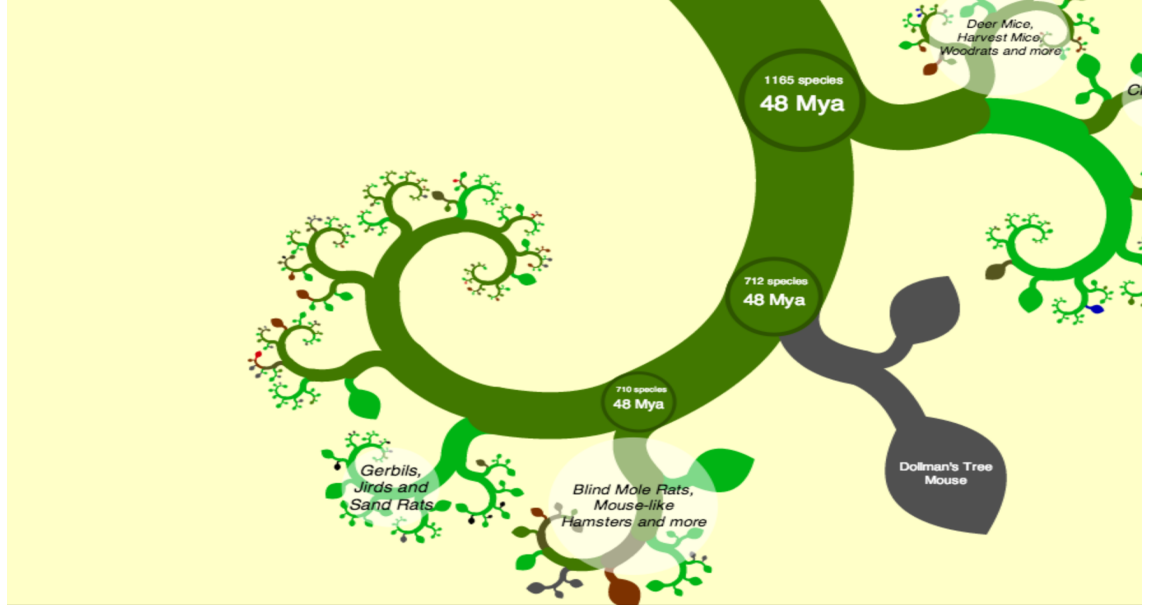 Deer Mice,
Harvest Mice,
Woodrats and more
1165 species
48 Mya
712 species
48 Mya
710 species
48 Mya
Gerbils,
Jirds and
Sand Rats
Blind Mole Rats,
Mouse-like
Hamsters and more
Dollman's Tree
Mouse